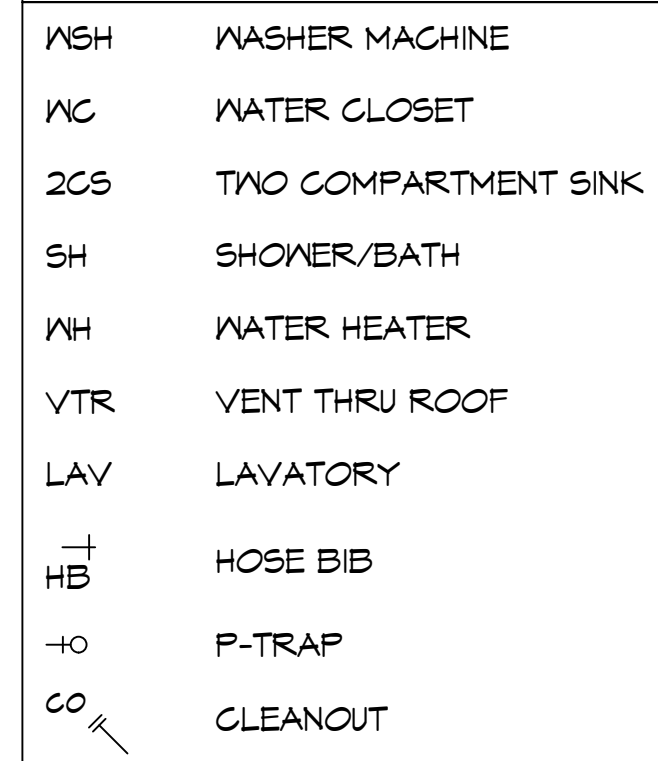 WSH WASHER MACHINE
WC WATER CLOSET
2CS TWO COMPARTMENT SINK
SH SHOWER/BATH
WH WATER HEATER
VTR VENT THRU ROOF
LAV LAVATORY
HB HOSE BIB
P-TRAP
CO CLEANOUT